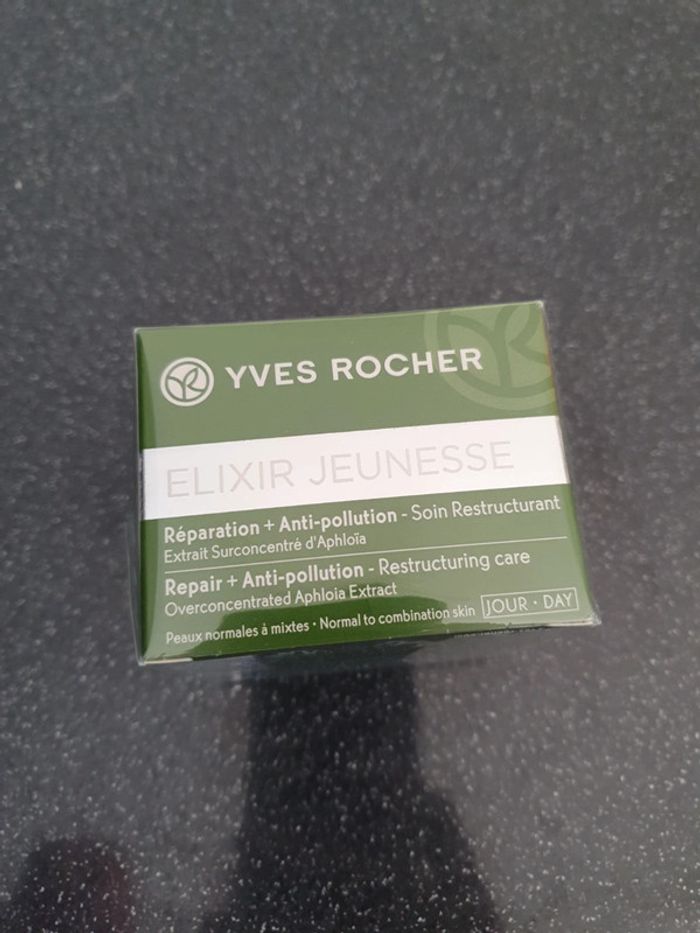 YVES ROCHER
ELIXIR JEUNESSE
Réparation + Anti-pollution - Soin Restructurant
Extrait Surconcentré d'Aphloïa
Repair + Anti-pollution - Restructuring care
Overconcentrated Aphloia Extract
Peaux normales à mixtes • Normal to combination skin JOUR • DAY